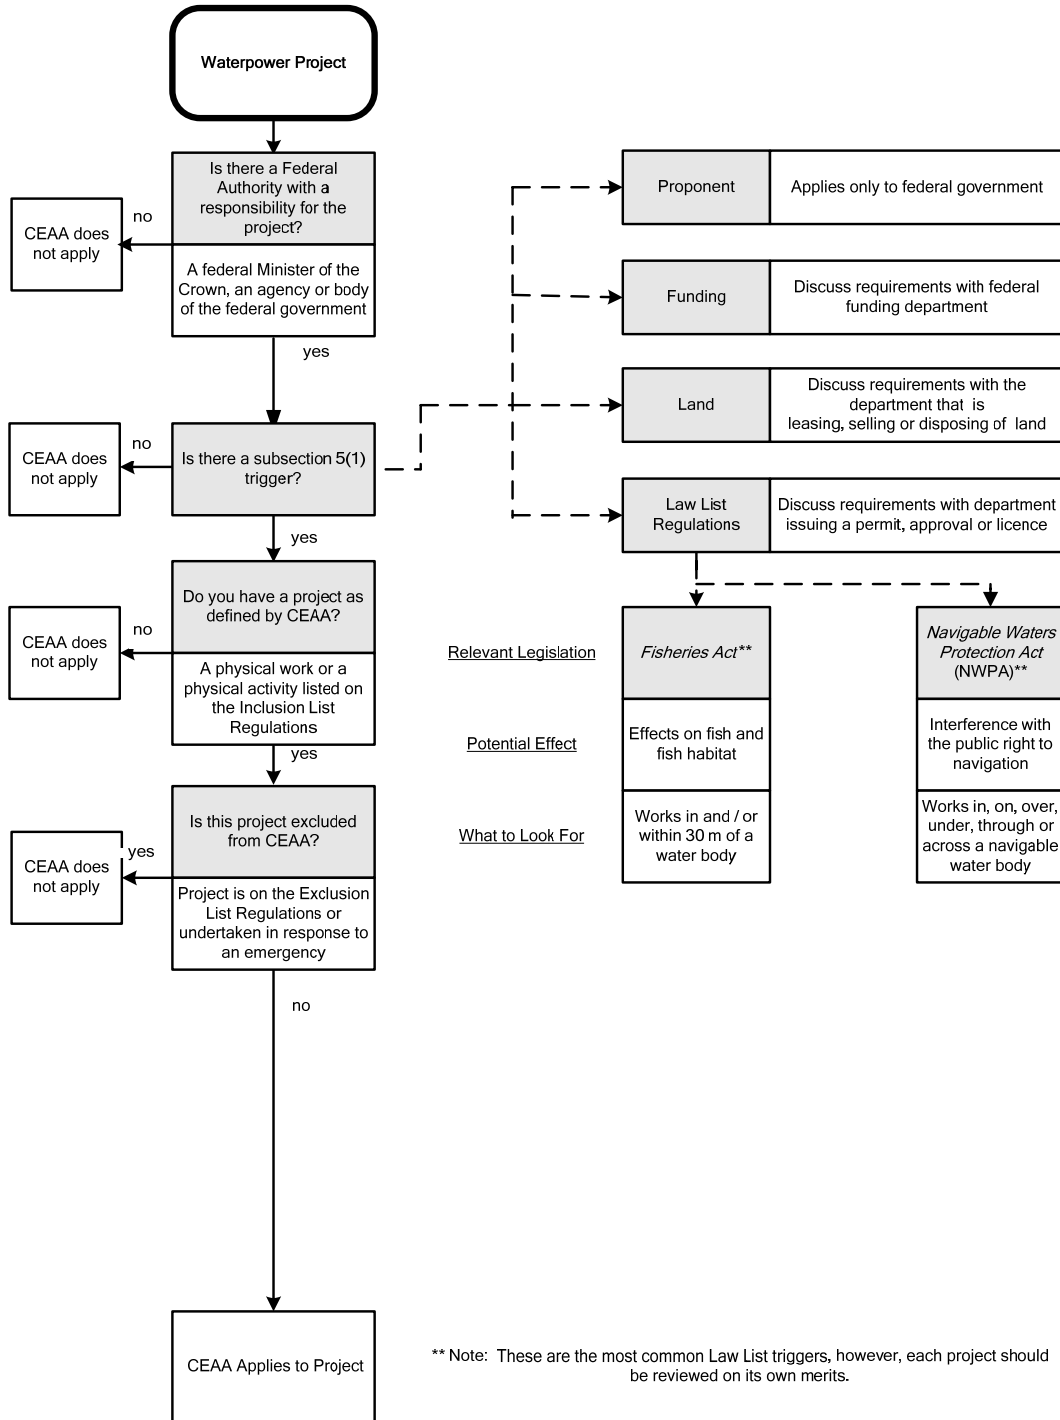 Waterpower Project
Is there a Federal
Authority with a
responsibility for the
project?
no
CEAA does
not apply
A federal Minister of the
Crown, an agency or body
of the federal government
yes
Is there a subsection 5(1)
trigger?
no
CEAA does
not apply
yes
Do you have a project as
defined by CEAA?
no
CEAA does
not apply
A physical work or a
physical activity listed on
the Inclusion List
Regulations
yes
Is this project excluded
from CEAA?
yes
CEAA does
not apply
Project is on the Exclusion
List Regulations or
undertaken in response to
an emergency
no
CEAA Applies to Project
Proponent
Applies only to federal government
Funding
Discuss requirements with federal
funding department
Land
Discuss requirements with the
department that is
leasing, selling or disposing of land
Law List
Regulations
Discuss requirements with department
issuing a permit, approval or licence
Relevant Legislation
Fisheries Act**
Navigable Waters
Protection Act
(NWPA)**
Potential Effect
Effects on fish and
fish habitat
Interference with
the public right to
navigation
What to Look For
Works in and / or
within 30 m of a
water body
Works in, on, over,
under, through or
across a navigable
water body
** Note: These are the most common Law List triggers, however, each project should
be reviewed on its own merits.